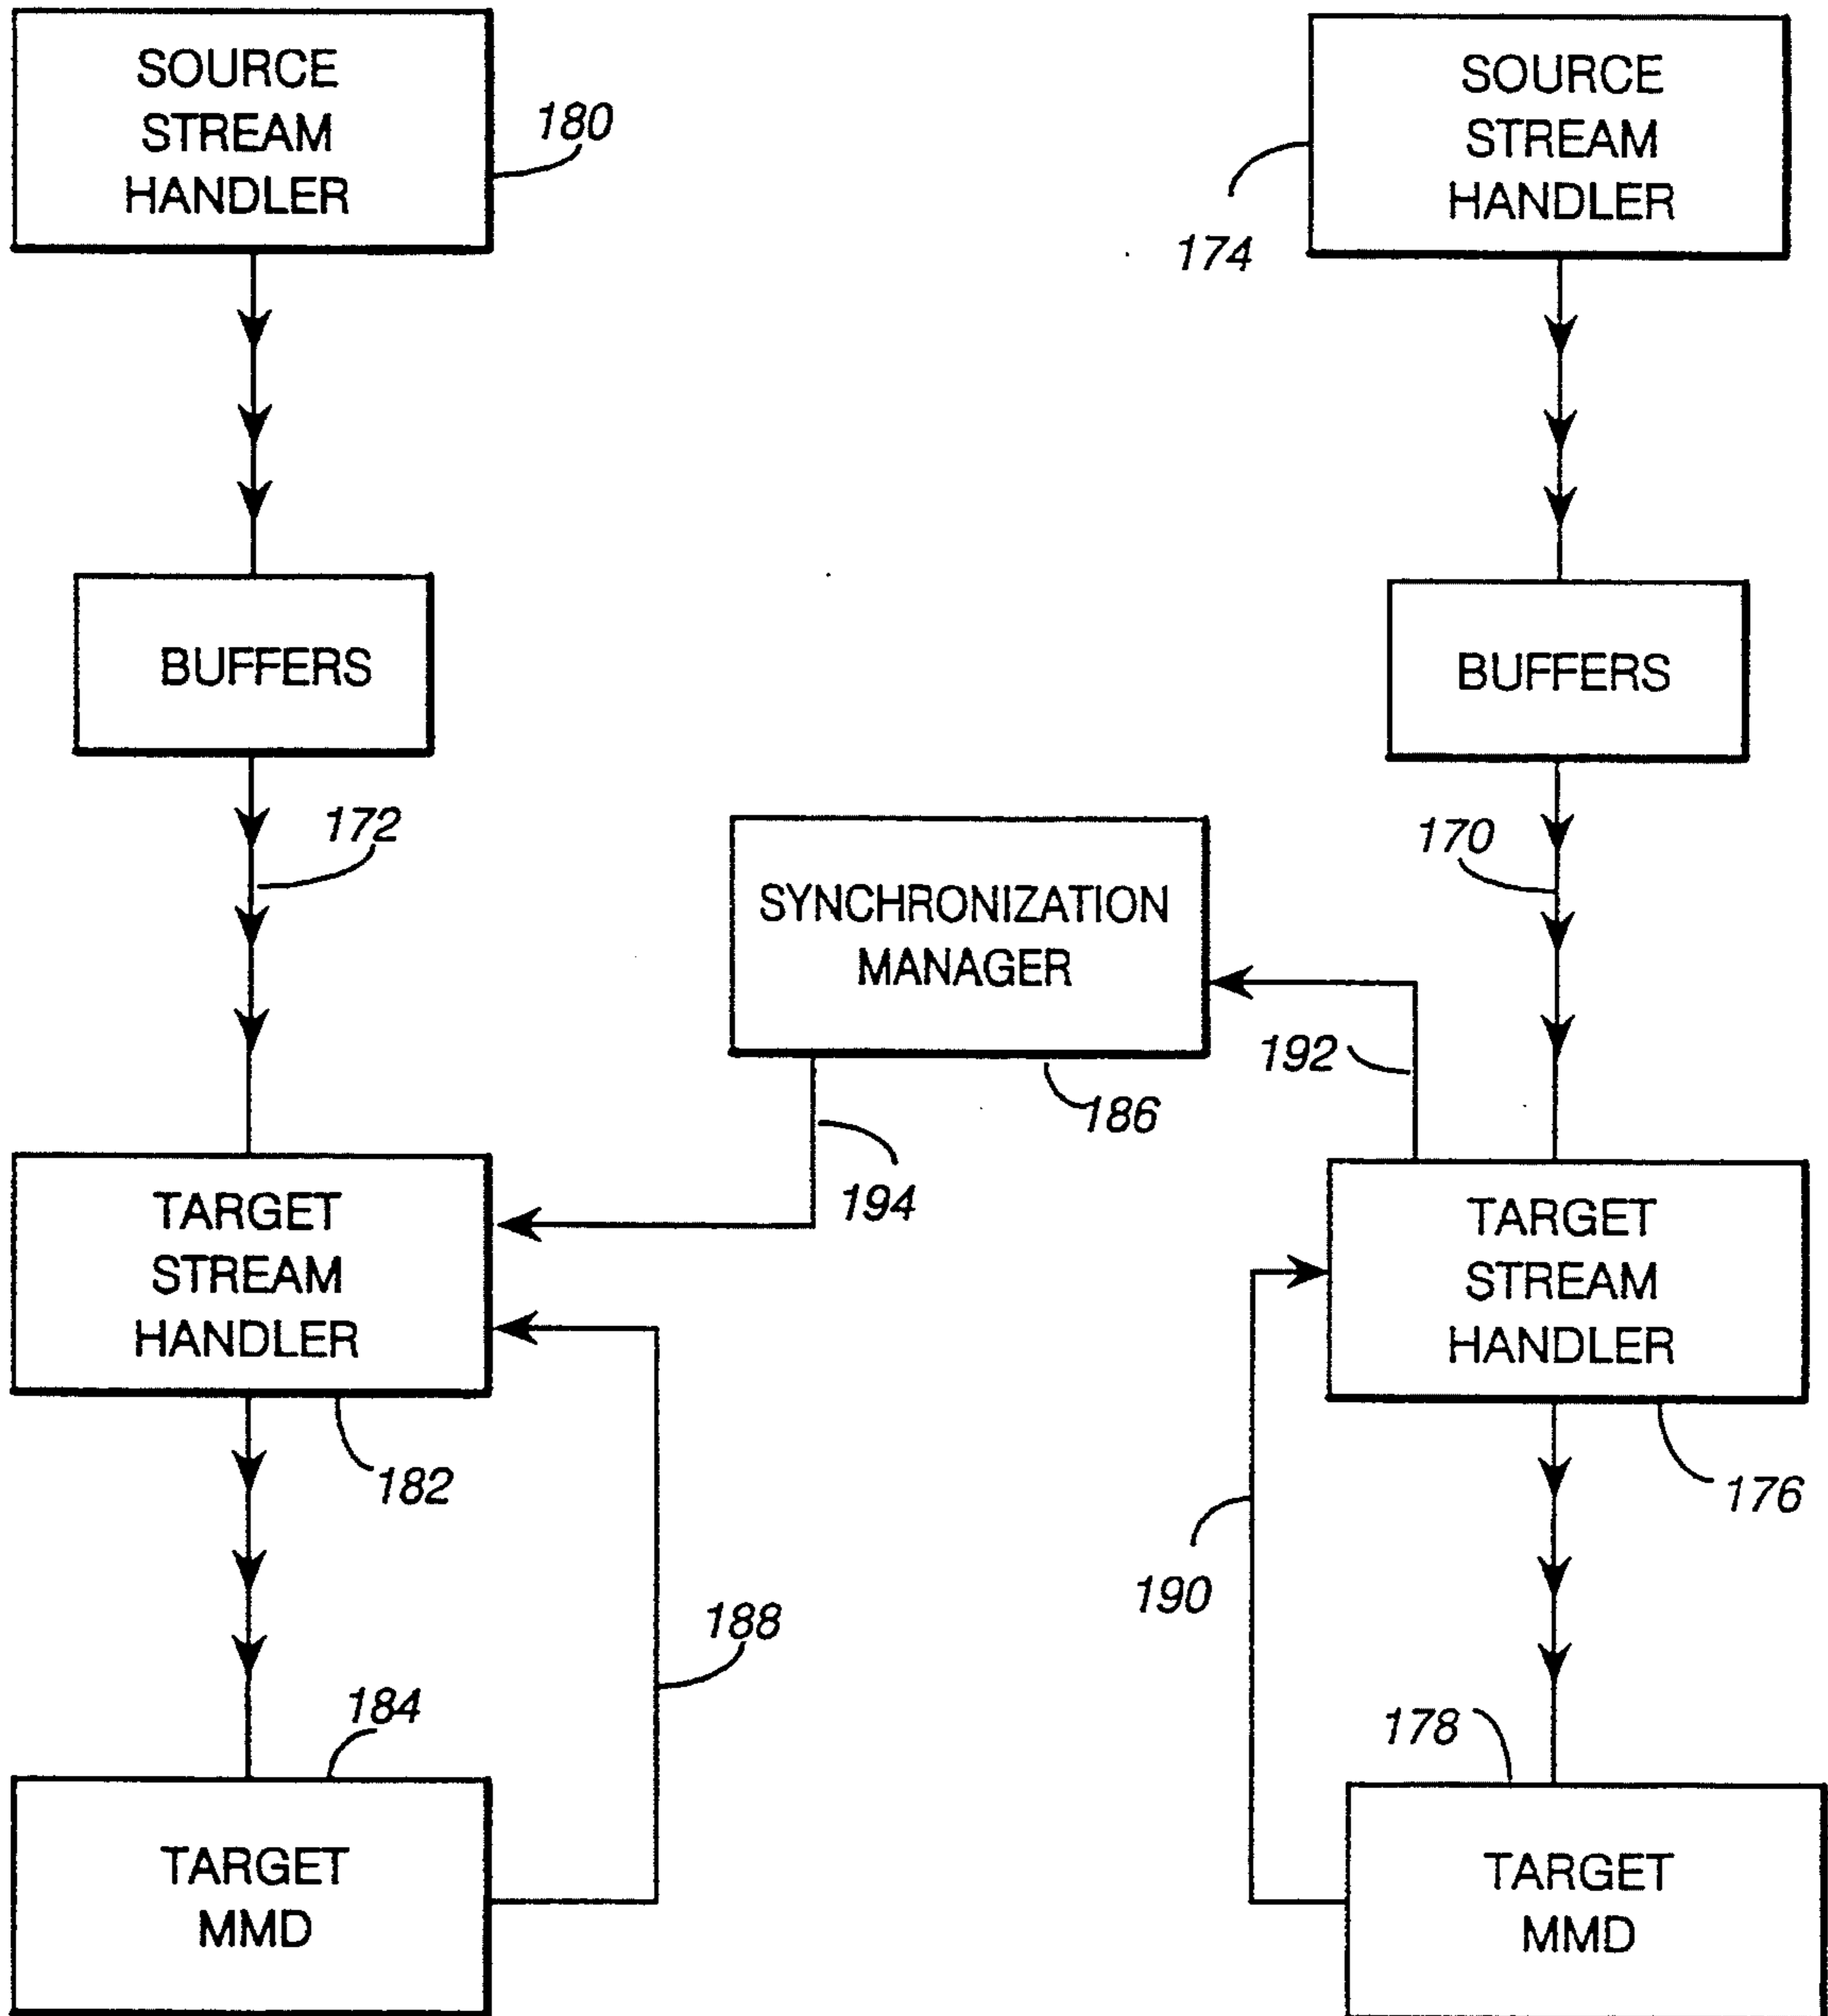 SOURCE
STREAM
HANDLER
180
SOURCE
STREAM
HANDLER
174
BUFFERS
BUFFERS
172
170
SYNCHRONIZATION
MANAGER
186
192
194
TARGET
STREAM
HANDLER
182
TARGET
STREAM
HANDLER
176
188
190
184
178
TARGET
MMD
TARGET
MMD